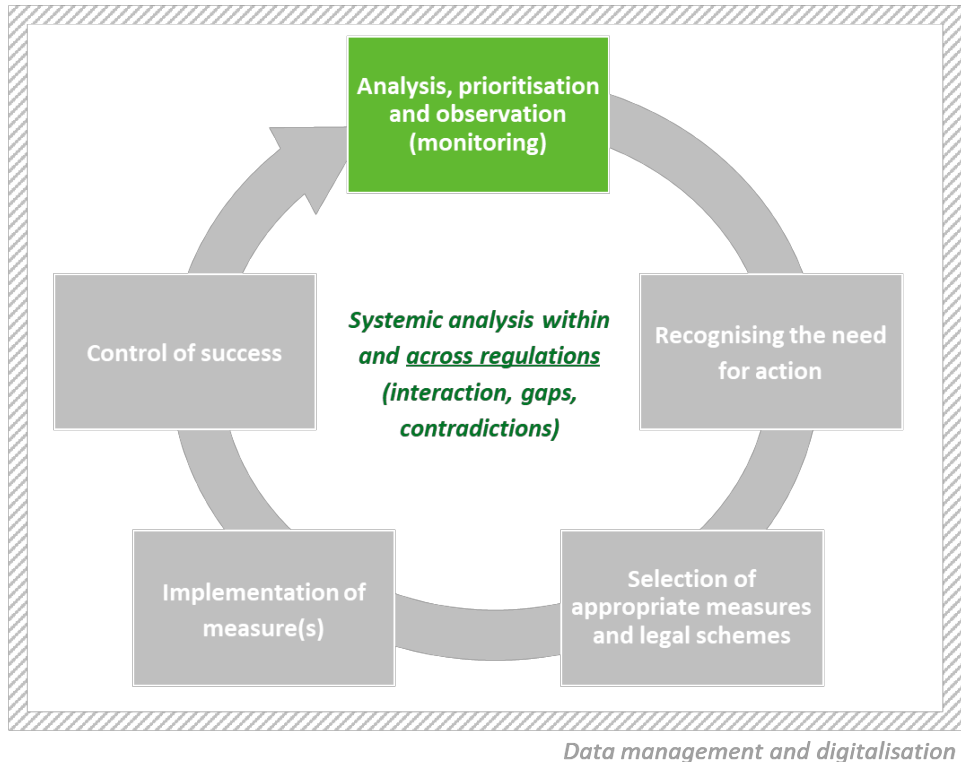 Analysis, prioritisation
and observation
(monitoring)
Recognising the need
for action
Selection of
appropriate measures
and legal schemes
Implementation of
measure(s)
Control of success
Systemic analysis within
and across regulations
(interaction, gaps,
contradictions)
Data management and digitalisation